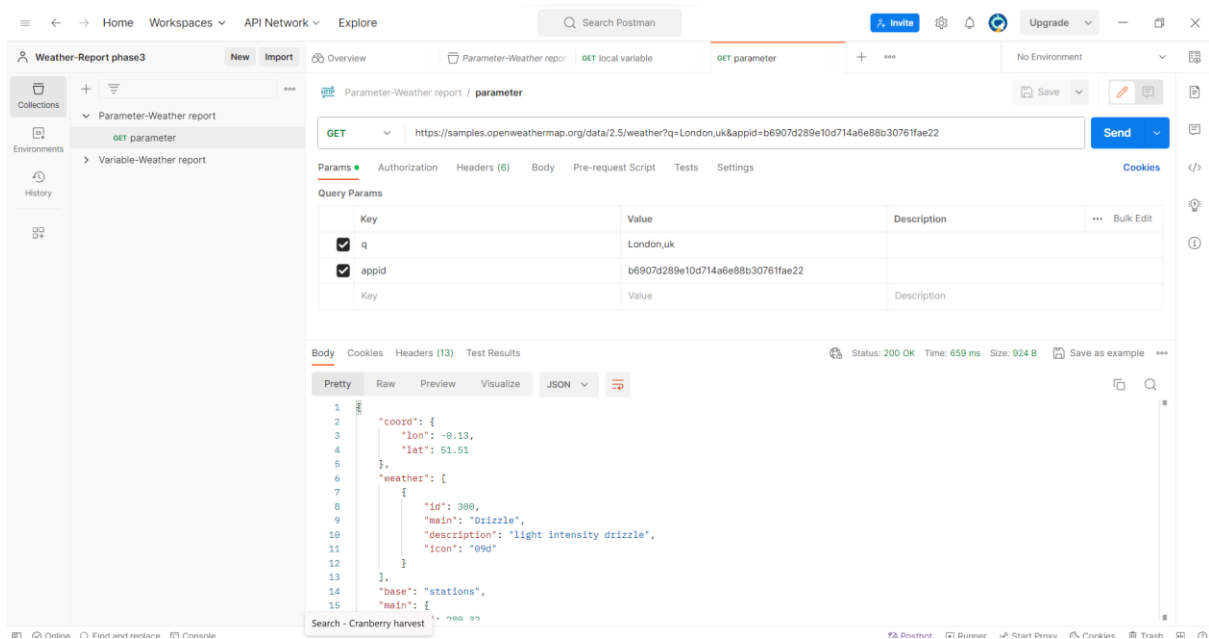 Home Workspaces API Network Explore Search Postman Invite Upgrade
Weather-Report phase3 New Import Overview Parameter-Weather repor GET local variable GET parameter No Environment
Collections
Environments
History
Parameter-Weather report
GET parameter
Variable-Weather report
HTTP Parameter-Weather report / parameter Save
GET https://samples.openweathermap.org/data/2.5/weather?q=London,uk&appid=b6907d289e10d714a6e88b30761fae22 Send
Params Authorization Headers (6) Body Pre-request Script Tests Settings Cookies
Query Params
Key Value Description Bulk Edit
q London,uk
appid b6907d289e10d714a6e88b30761fae22
Key Value Description
Body Cookies Headers (13) Test Results Status: 200 OK Time: 659 ms Size: 924 B Save as example
Pretty Raw Preview Visualize JSON
1 {
2 "coord": {
3 "lon": -0.13,
4 "lat": 51.51
5 },
6 "weather": [
7 {
8 "id": 300,
9 "main": "Drizzle",
10 "description": "light intensity drizzle",
11 "icon": "09d"
12 }
13 ],
14 "base": "stations",
15 "main": {
Search - Cranberry harvest
Online Find and replace Console Postbot Runner Start Proxy Cookies Trash